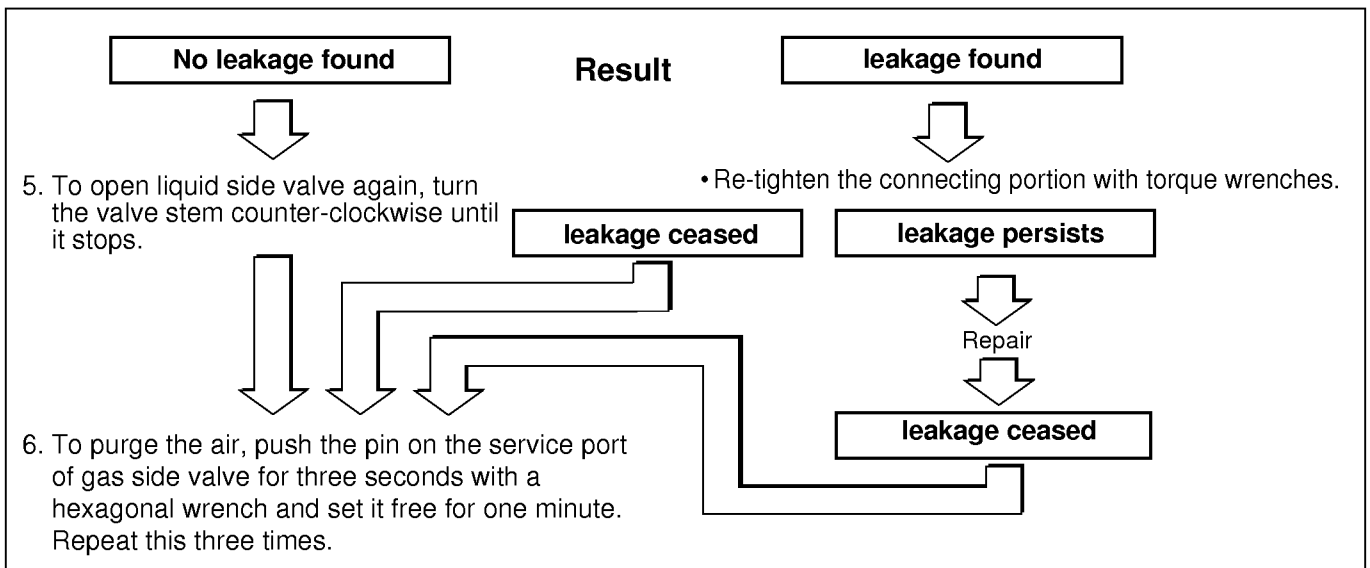 No leakage found
Result
leakage found
5. To open liquid side valve again, turn
the valve stem counter-clockwise until
it stops.
• Re-tighten the connecting portion with torque wrenches.
leakage ceased
leakage persists
Repair
leakage ceased
6. To purge the air, push the pin on the service port
of gas side valve for three seconds with a
hexagonal wrench and set it free for one minute.
Repeat this three times.